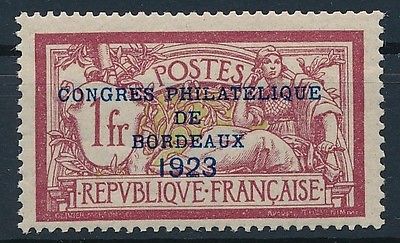 POSTES
CONGRES PHILATELIQUE
DE
1fr
BORDEAUX
1923
REPVBLIQVE·FRANÇAISE·